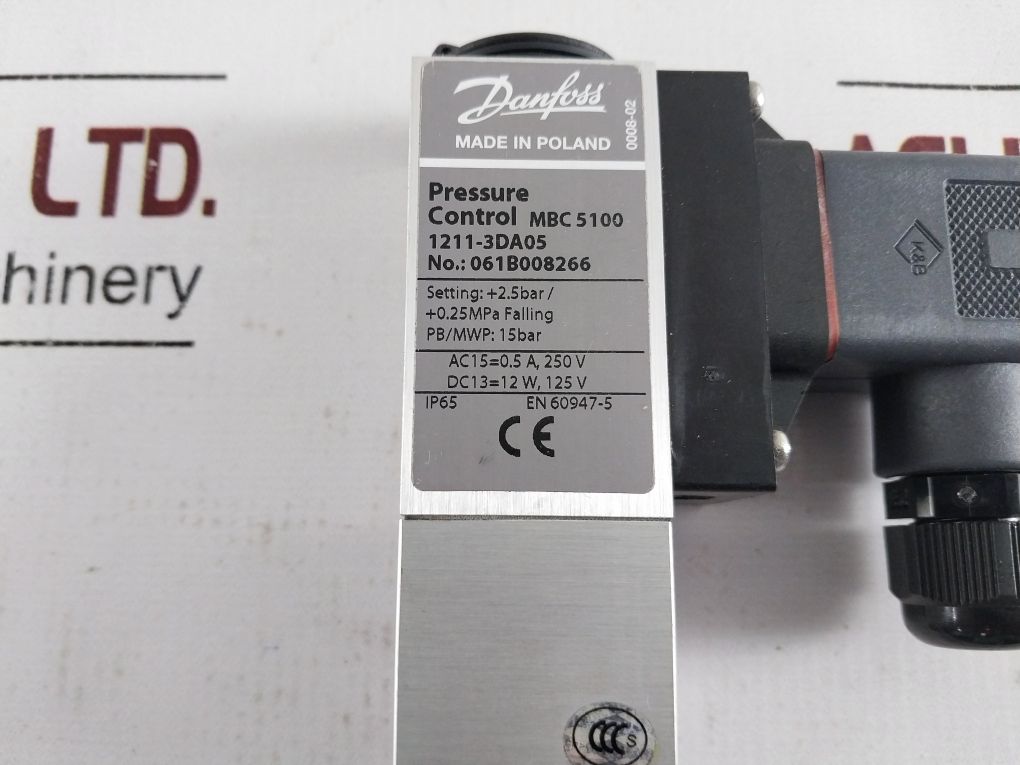 Danfoss
MADE IN POLAND
0008-02
Pressure
Control MBC 5100
1211-3DA05
No.: 061B008266
Setting: +2.5bar /
+0.25MPa Falling
PB/MWP: 15bar
AC15=0.5 A, 250 V
DC13=12 W, 125 V
IP65 EN 60947-5
CE
LTD.
hinery
K&B
CCC S